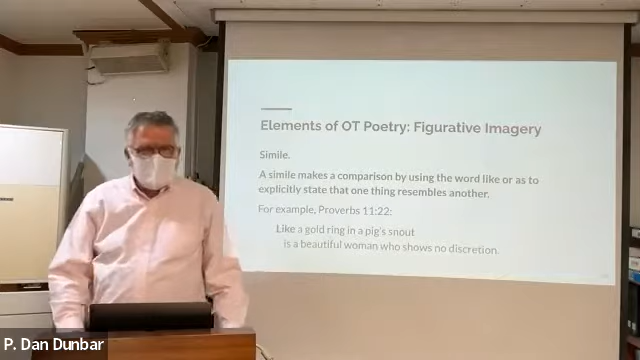 Elements of OT Poetry: Figurative Imagery
Simile.
A simile makes a comparison by using the word like or as to
explicitly state that one thing resembles another.
For example, Proverbs 11:22:
Like a gold ring in a pig's snout
is a beautiful woman who shows no discretion.
P. Dan Dunbar